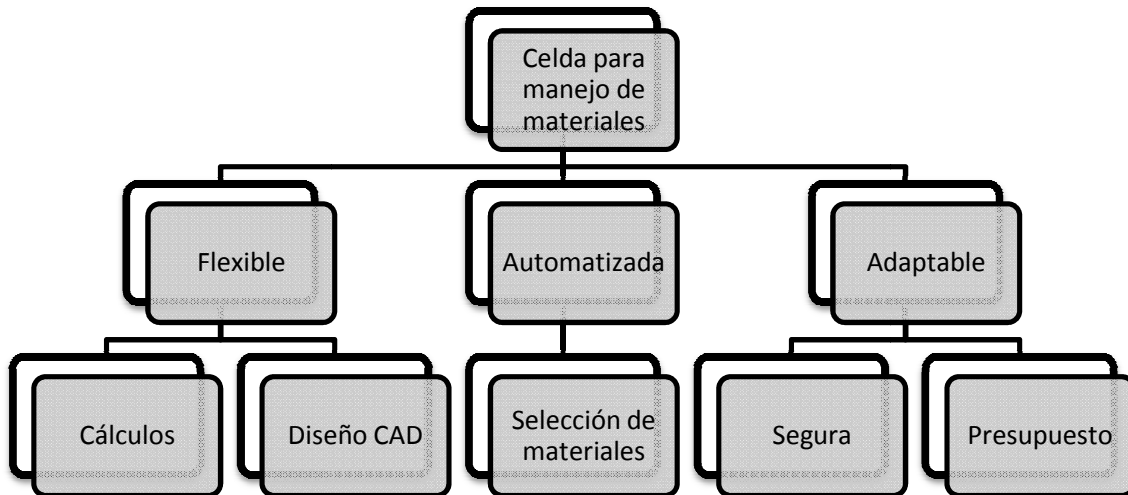 Celda para
manejo de
materiales
Flexible
Automatizada
Adaptable
Cálculos
Diseño CAD
Selección de
materiales
Segura
Presupuesto